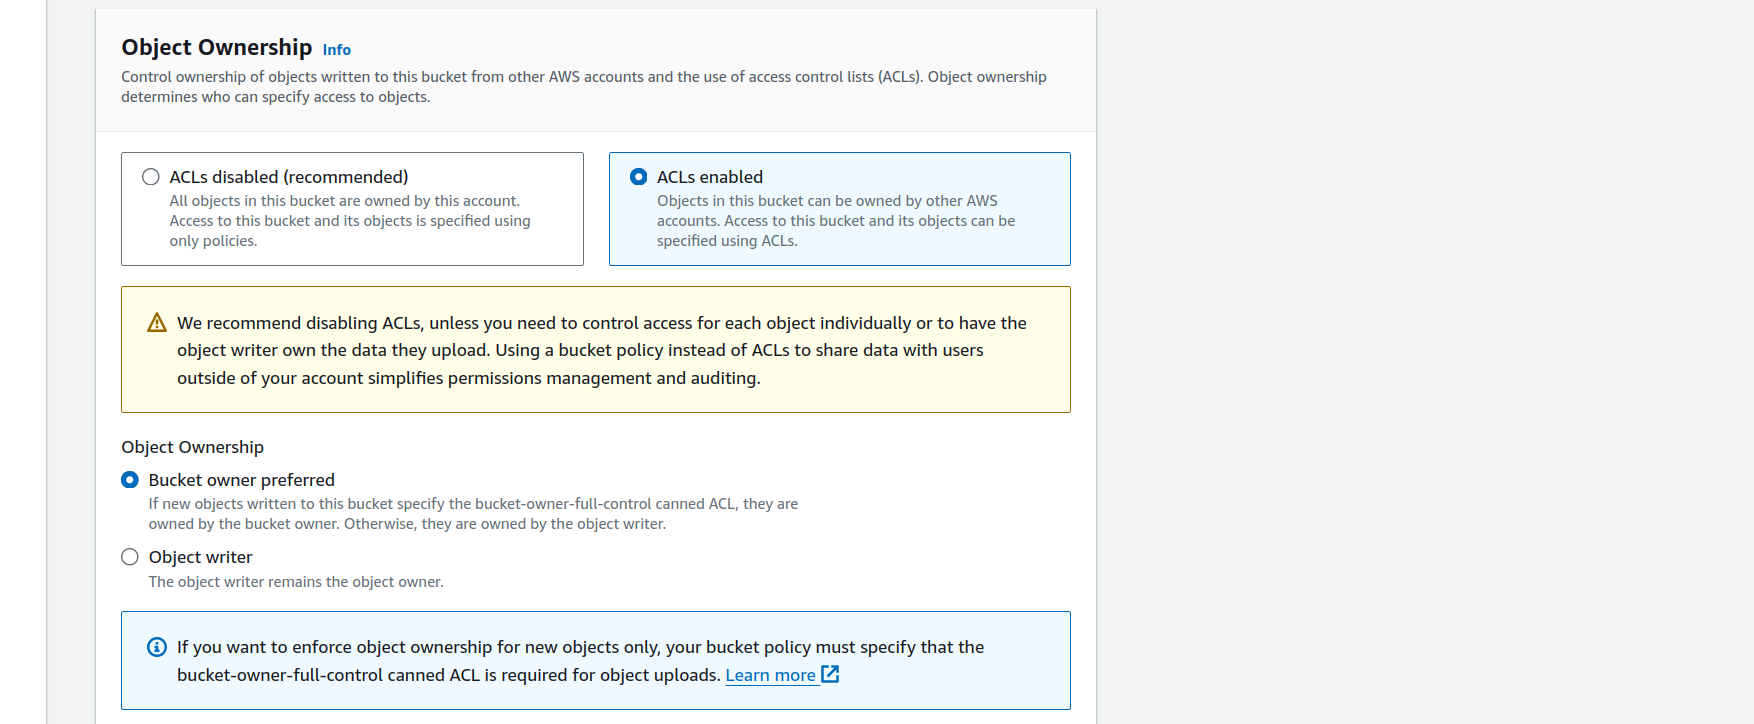 Object Ownership Info
Control ownership of objects written to this bucket from other AWS accounts and the use of access control lists (ACLs). Object ownership
determines who can specify access to objects.
ACLs disabled (recommended)
All objects in this bucket are owned by this account.
Access to this bucket and its objects is specified using
only policies.
ACLs enabled
Objects in this bucket can be owned by other AWS
accounts. Access to this bucket and its objects can be
specified using ACLs.
We recommend disabling ACLs, unless you need to control access for each object individually or to have the
object writer own the data they upload. Using a bucket policy instead of ACLs to share data with users
outside of your account simplifies permissions management and auditing.
Object Ownership
Bucket owner preferred
If new objects written to this bucket specify the bucket-owner-full-control canned ACL, they are
owned by the bucket owner. Otherwise, they are owned by the object writer.
Object writer
The object writer remains the object owner.
If you want to enforce object ownership for new objects only, your bucket policy must specify that the
bucket-owner-full-control canned ACL is required for object uploads. Learn more